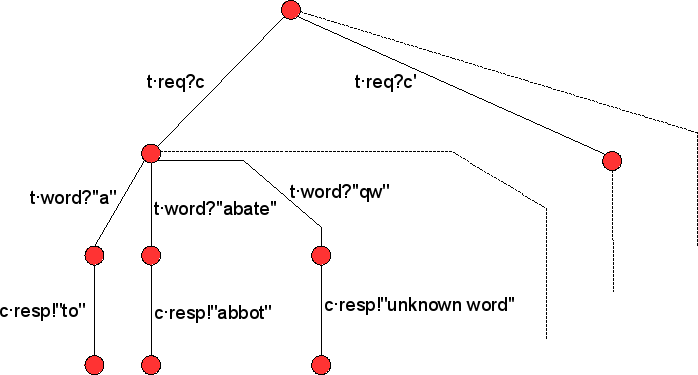 t·req?c
t·req?c'
t·word?"a"
t·word?"abate"
t·word?"qw"
c·resp!"to"
c·resp!"abbot"
c·resp!"unknown word"